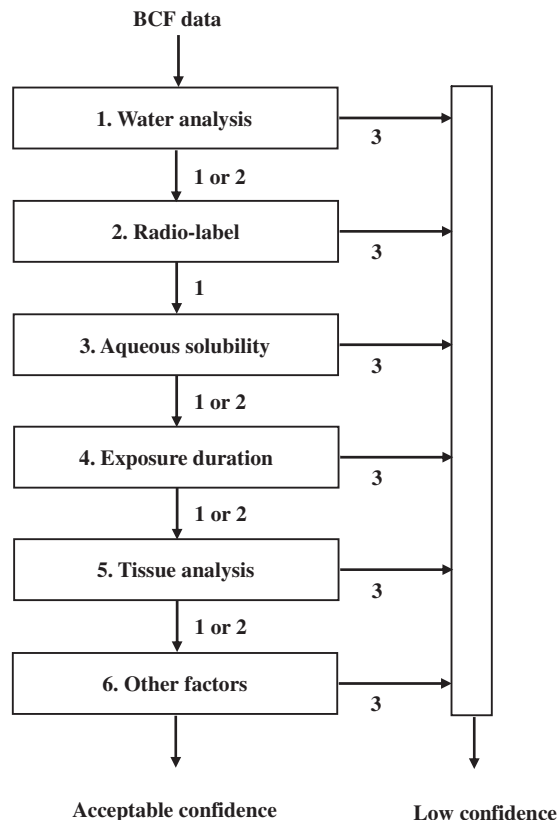 BCF data
1. Water analysis
3
1 or 2
2. Radio-label
3
1
3. Aqueous solubility
3
1 or 2
4. Exposure duration
3
1 or 2
5. Tissue analysis
3
1 or 2
6. Other factors
3
Acceptable confidence
Low confidence